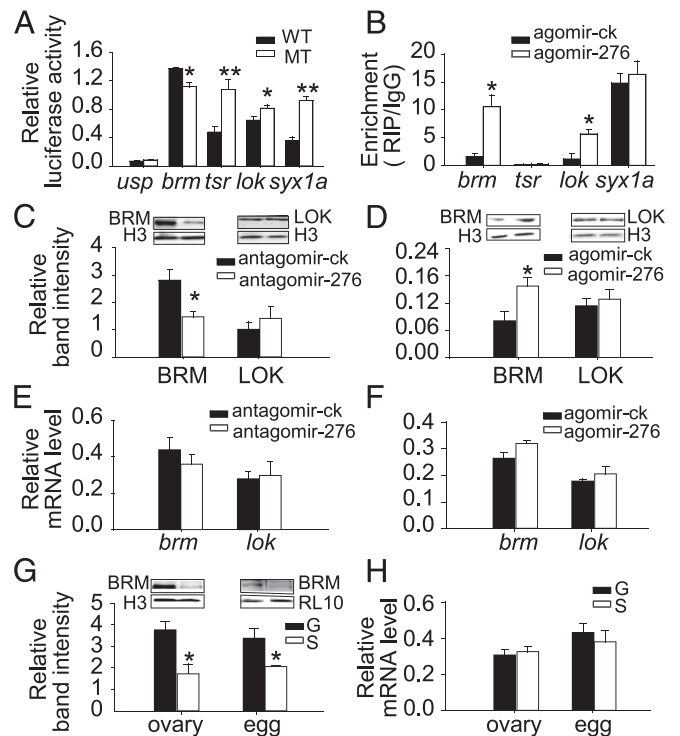 A
WT
MT
Relative
luciferase activity
1.6
1.2
0.8
0.4
0.0
*
**
*
**
usp brm tsr lok syx1a
B
agomir-ck
agomir-276
Enrichment
( RIP/IgG)
20
15
10
5
0
*
*
brm tsr lok syx1a
C
BRM
H3
LOK
H3
antagomir-ck
antagomir-276
Relative
band intensity
4
3
2
1
0
*
BRM LOK
D
BRM
H3
LOK
H3
agomir-ck
agomir-276
0.24
0.18
0.12
0.06
0.00
*
BRM LOK
E
antagomir-ck
antagomir-276
Relative
mRNA level
0.6
0.4
0.2
0.0
brm lok
F
agomir-ck
agomir-276
0.4
0.3
0.2
0.1
0.0
brm lok
G
BRM
H3
BRM
RL10
G
S
Relative
band intensity
5
4
3
2
1
0
*
*
ovary egg
H
G
S
Relative
mRNA level
0.6
0.4
0.2
0.0
ovary egg